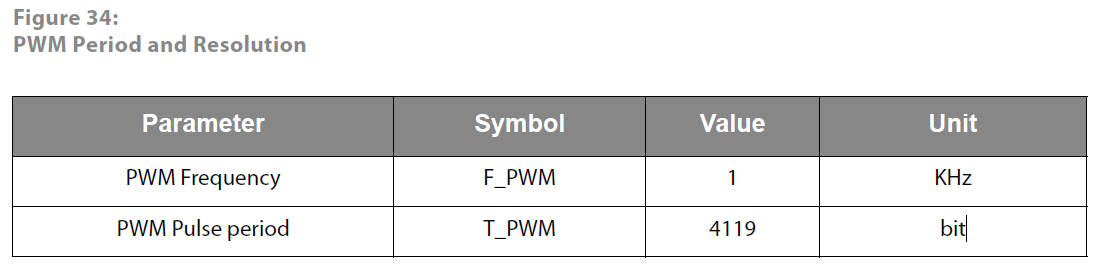 Figure 34:
PWM Period and Resolution
Parameter Symbol Value Unit
PWM Frequency F_PWM 1 KHz
PWM Pulse period T_PWM 4119 bit